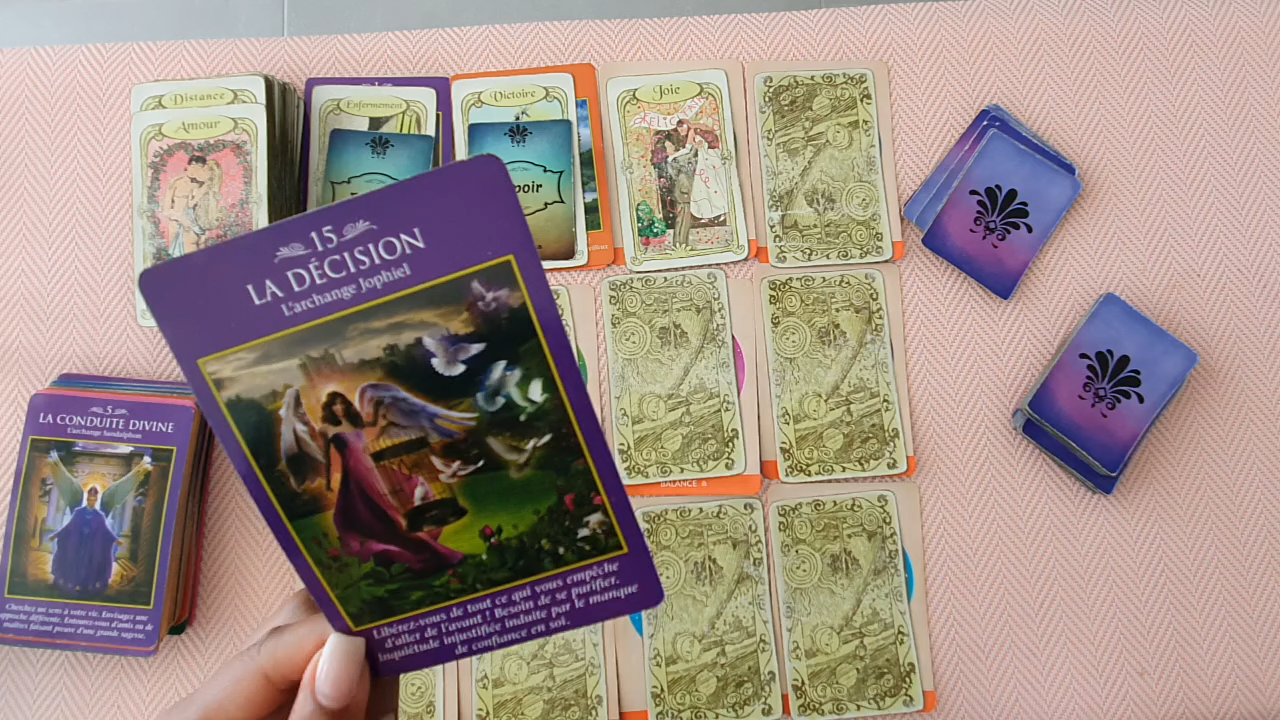 Distance
Amour
Enfermement
Victoire
Joie
15
LA DÉCISION
L'archange Jophiel
Libérez-vous de tout ce qui vous empêche
d'aller de l'avant ! Besoin de se purifier.
inquiétude injustifiée induite par le manque
de confiance en soi.
5
LA CONDUITE DIVINE
L'archange Sandalphon
Cherchez un sens à votre vie. Envisagez une
approche différente. Entourez-vous d'amis ou de
maîtres faisant preuve d'une grande sagesse.
BALANCE